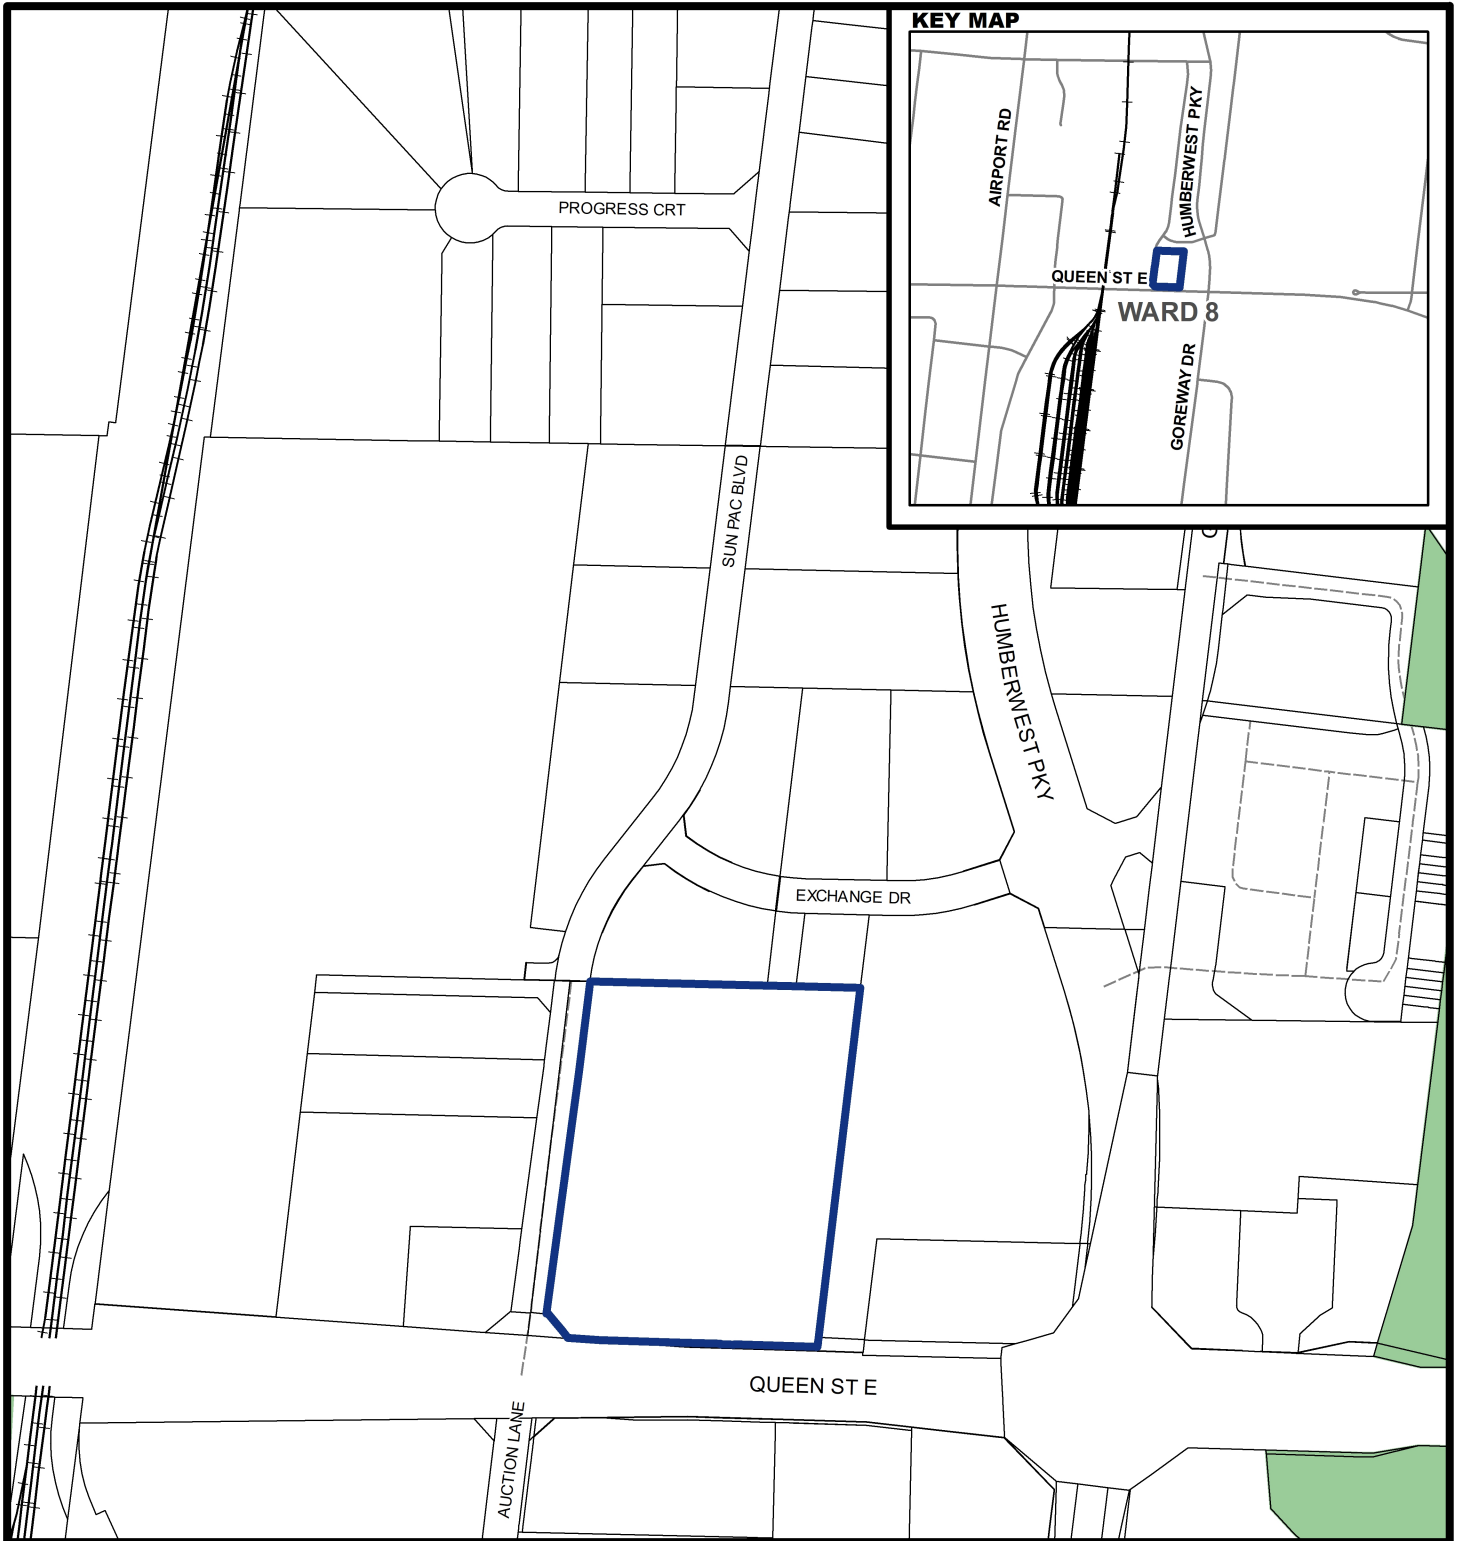 KEY MAP
AIRPORT RD
HUMBERWEST PKY
QUEEN ST E
WARD 8
GOREWAY DR
PROGRESS CRT
SUN PAC BLVD
HUMBERWEST PKY
EXCHANGE DR
QUEEN ST E
AUCTION LANE